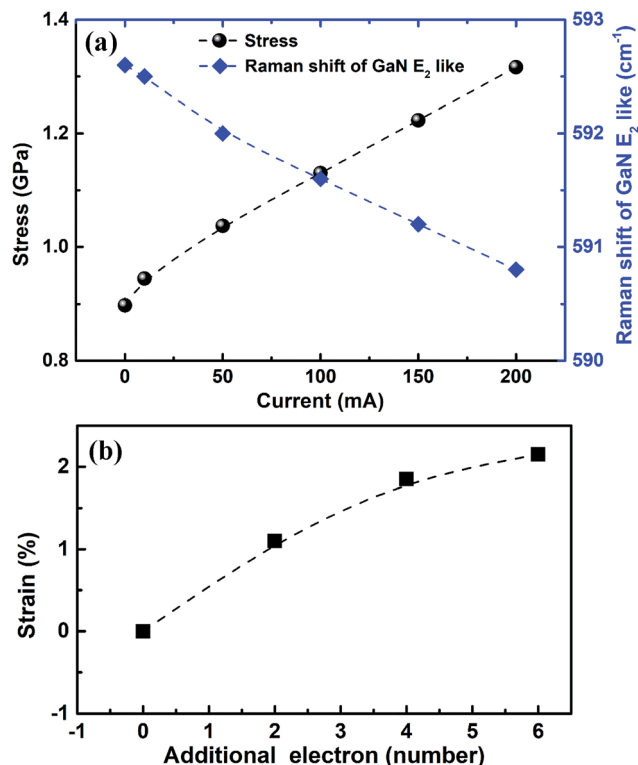 (a)
Stress
Raman shift of GaN E₂ like
1.4
1.2
1.0
0.8
Stress (GPa)
593
592
591
590
Raman shift of GaN E₂ like (cm⁻¹)
0 50 100 150 200
Current (mA)
(b)
2
1
0
-1
Strain (%)
-1 0 1 2 3 4 5 6
Additional electron (number)